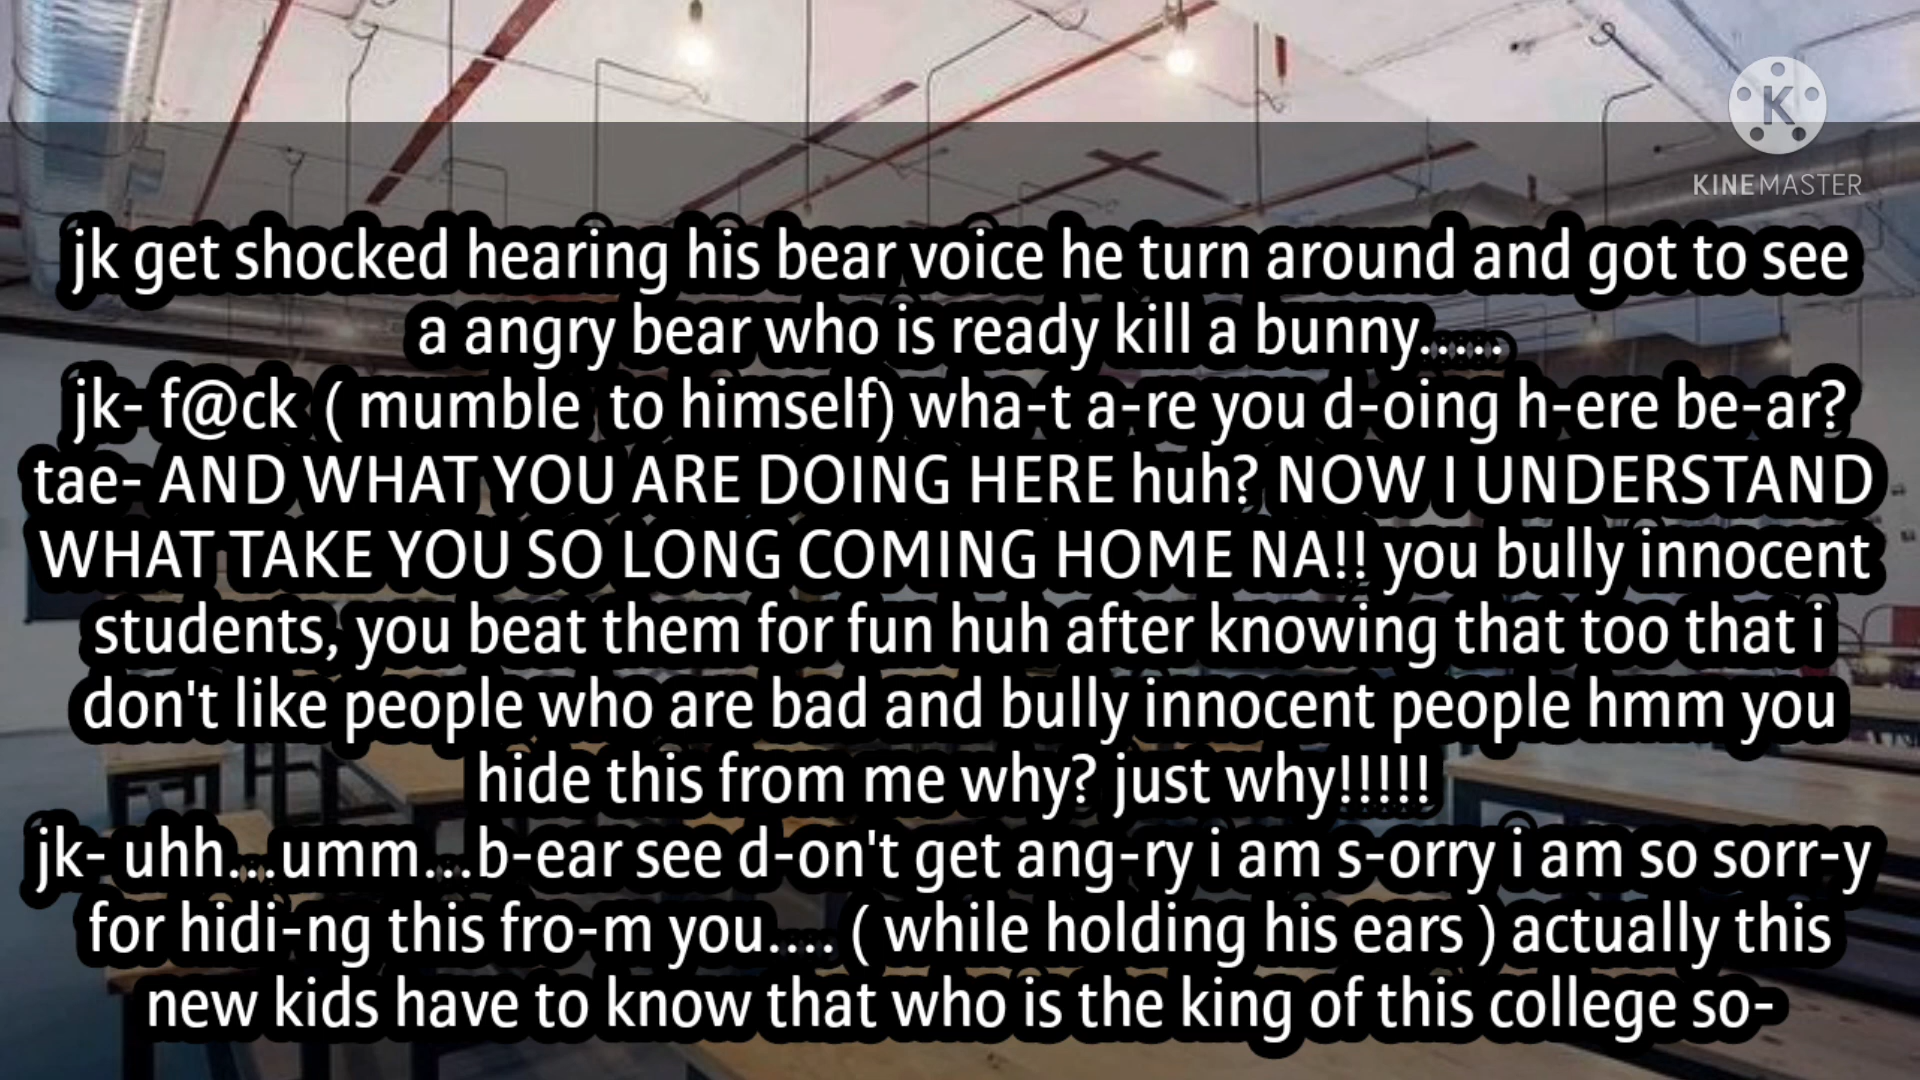 K
KINEMASTER
jk get shocked hearing his bear voice he turn around and got to see
a angry bear who is ready kill a bunny.....
jk- f@ck ( mumble to himself) wha-t a-re you d-oing h-ere be-ar?
tae- AND WHAT YOU ARE DOING HERE huh? NOW I UNDERSTAND
WHAT TAKE YOU SO LONG COMING HOME NA!! you bully innocent
students, you beat them for fun huh after knowing that too that i
don't like people who are bad and bully innocent people hmm you
hide this from me why? just why!!!!!
jk- uhh...umm...b-ear see d-on't get ang-ry i am s-orry i am so sorr-y
for hidi-ng this fro-m you.... ( while holding his ears ) actually this
new kids have to know that who is the king of this college so-